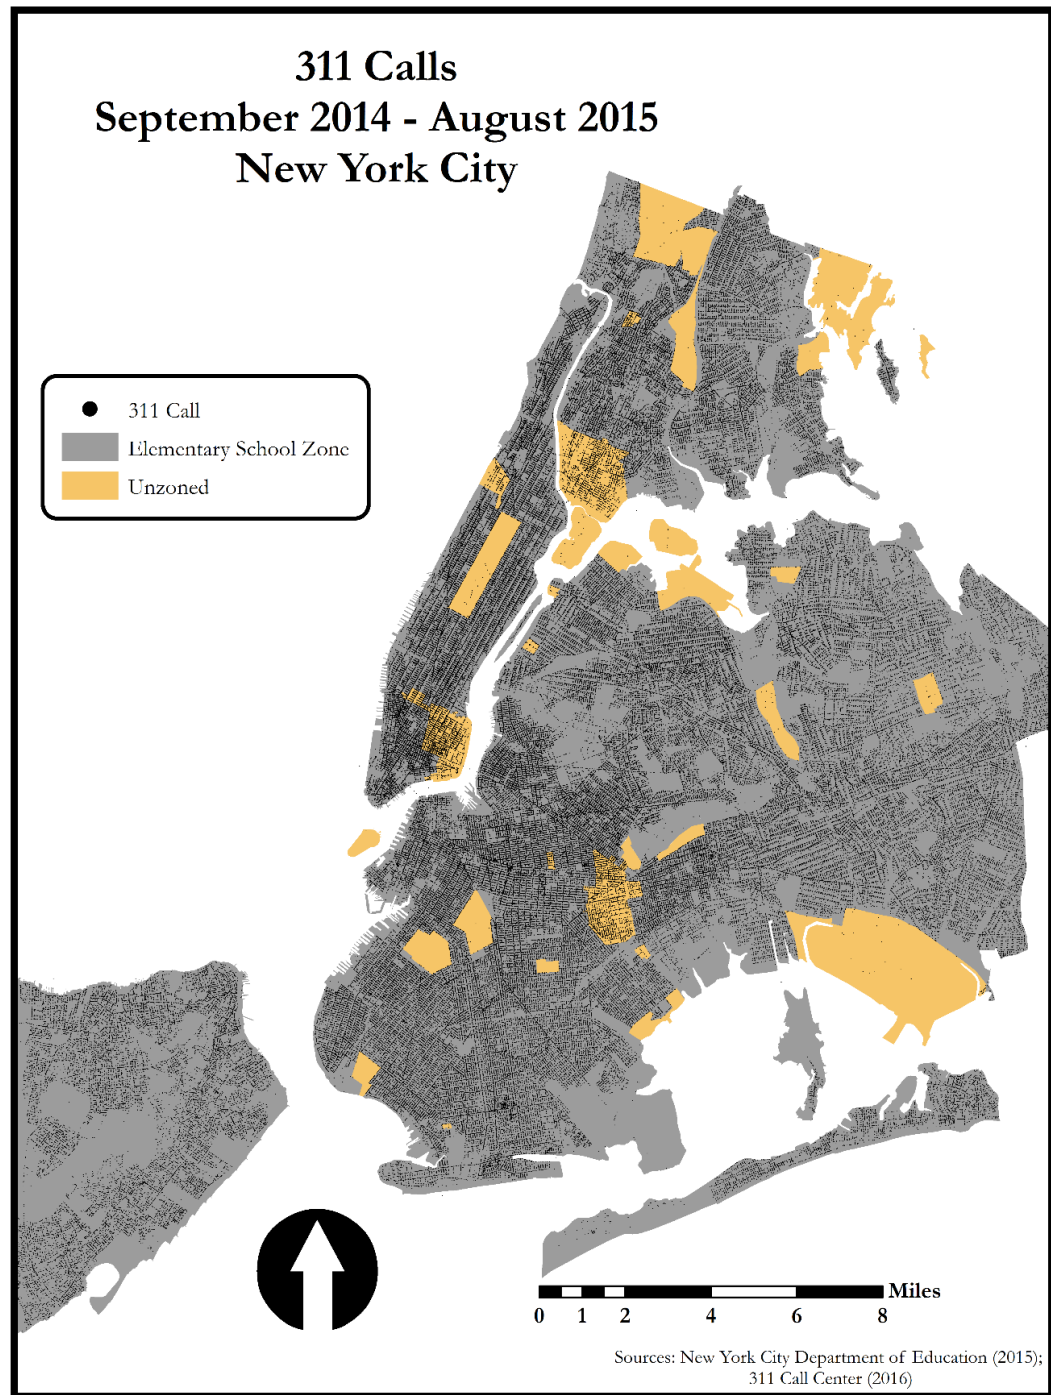 311 Calls
September 2014 - August 2015
New York City
311 Call
Elementary School Zone
Unzoned
Miles
0 1 2 4 6 8
Sources: New York City Department of Education (2015);
311 Call Center (2016)